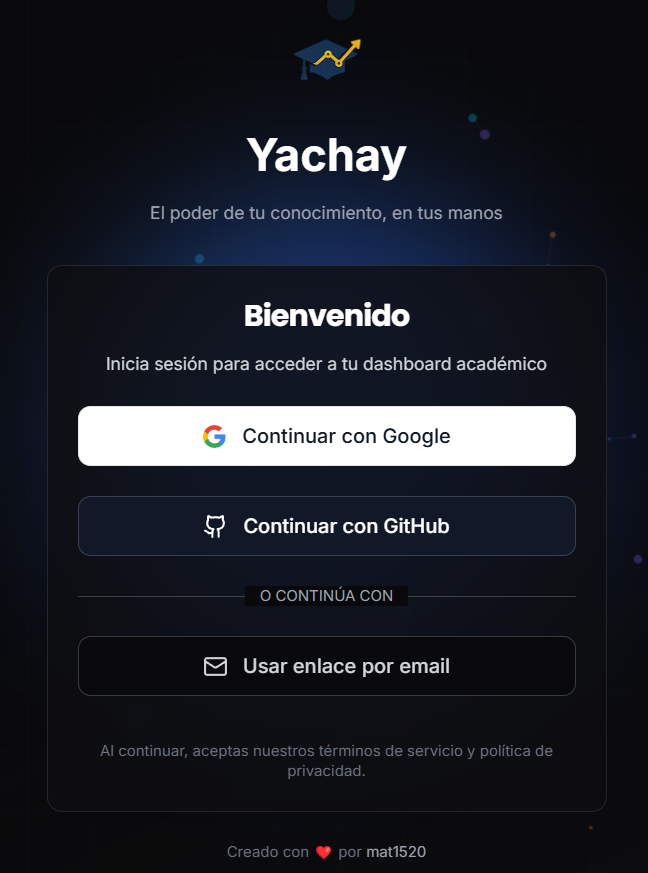 Yachay
El poder de tu conocimiento, en tus manos
Bienvenido
Inicia sesión para acceder a tu dashboard académico
Continuar con Google
Continuar con GitHub
O CONTINÚA CON
Usar enlace por email
Al continuar, aceptas nuestros términos de servicio y política de
privacidad.
Creado con ❤️ por mat1520